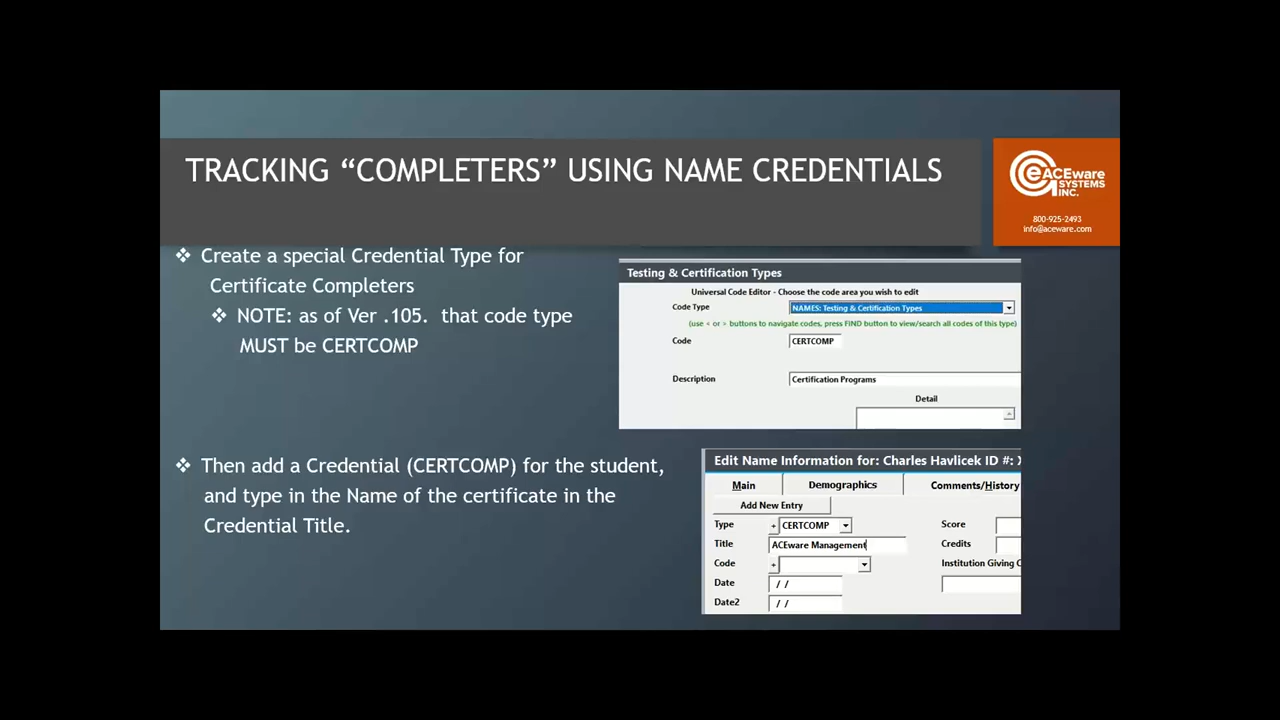 TRACKING “COMPLETERS” USING NAME CREDENTIALS
eACEware
SYSTEMS
INC.
800-925-2493
info@aceware.com
❖ Create a special Credential Type for
Certificate Completers
❖ NOTE: as of Ver .105. that code type
MUST be CERTCOMP
Testing & Certification Types
Universal Code Editor - Choose the code area you wish to edit
Code Type NAMES: Testing & Certification Types
(use < or > buttons to navigate codes, press FIND button to view/search all codes of this type)
Code CERTCOMP
Description Certification Programs
Detail
❖ Then add a Credential (CERTCOMP) for the student,
and type in the Name of the certificate in the
Credential Title.
Edit Name Information for: Charles Havlicek ID #:
Main Demographics Comments/History
Add New Entry
Type + CERTCOMP Score
Title ACEware Management Credits
Code + Institution Giving
Date / /
Date2 / /